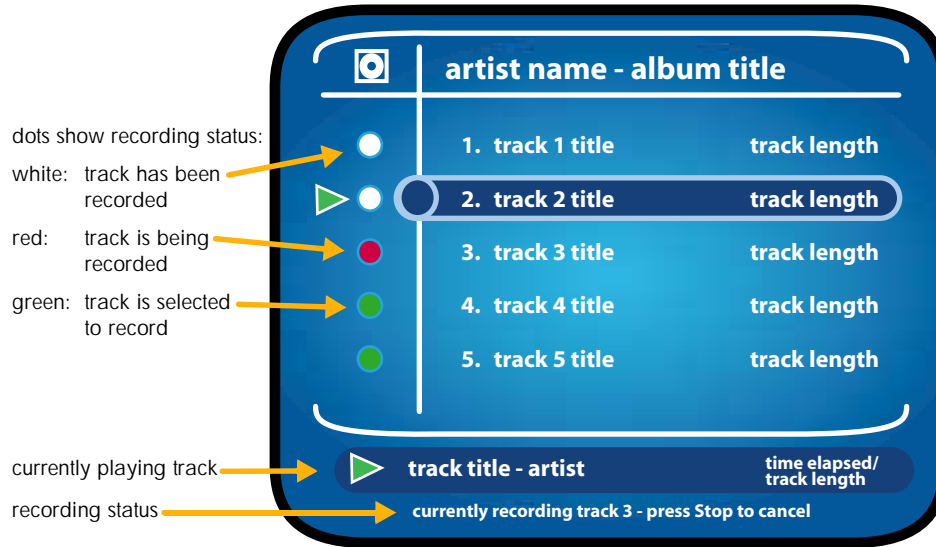 artist name - album title
dots show recording status:
1. track 1 title track length
white: track has been
recorded
2. track 2 title track length
red: track is being
recorded
3. track 3 title track length
green: track is selected
to record
4. track 4 title track length
5. track 5 title track length
currently playing track
track title - artist
time elapsed/
track length
recording status
currently recording track 3 - press Stop to cancel